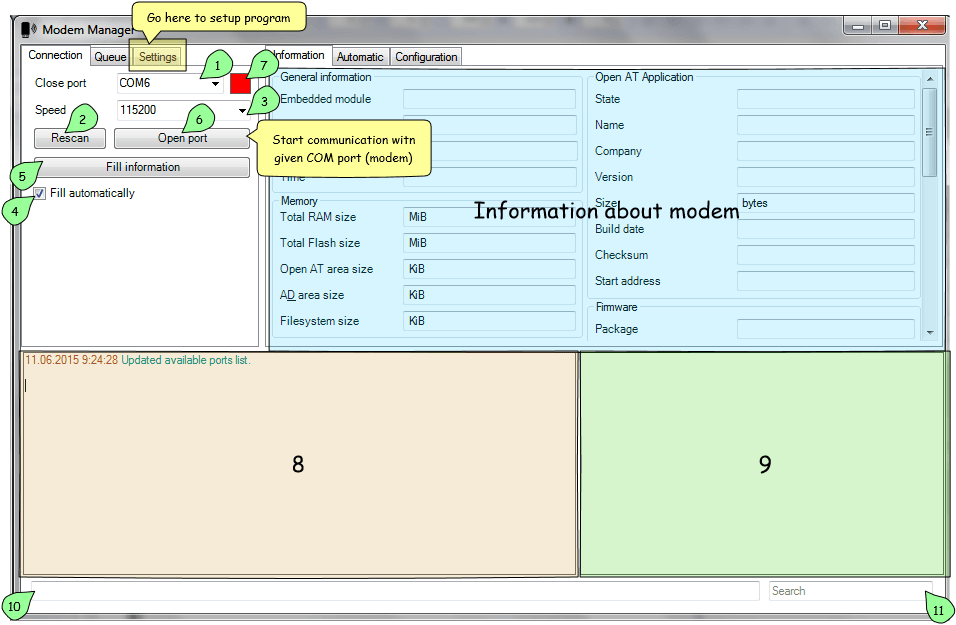 Go here to setup program
Modem Manager
Connection
Queue
Settings
Information
Automatic
Configuration
1
7
Close port
COM6
3
Speed
115200
2
6
Rescan
Open port
Start communication witn
given COM port (modem)
5
Fill information
4
Fill automatically
General information
Embedded module
Time
Memory
Total RAM size
MiB
Total Flash size
MiB
Open AT area size
KiB
AD area size
KiB
Filesystem size
KiB
Information about modem
Open AT Application
State
Name
Company
Version
Size
bytes
Build date
Checksum
Start address
Firmware
Package
11.06.2015 9:24:28 Updated available ports list.
8
9
10
Search
11